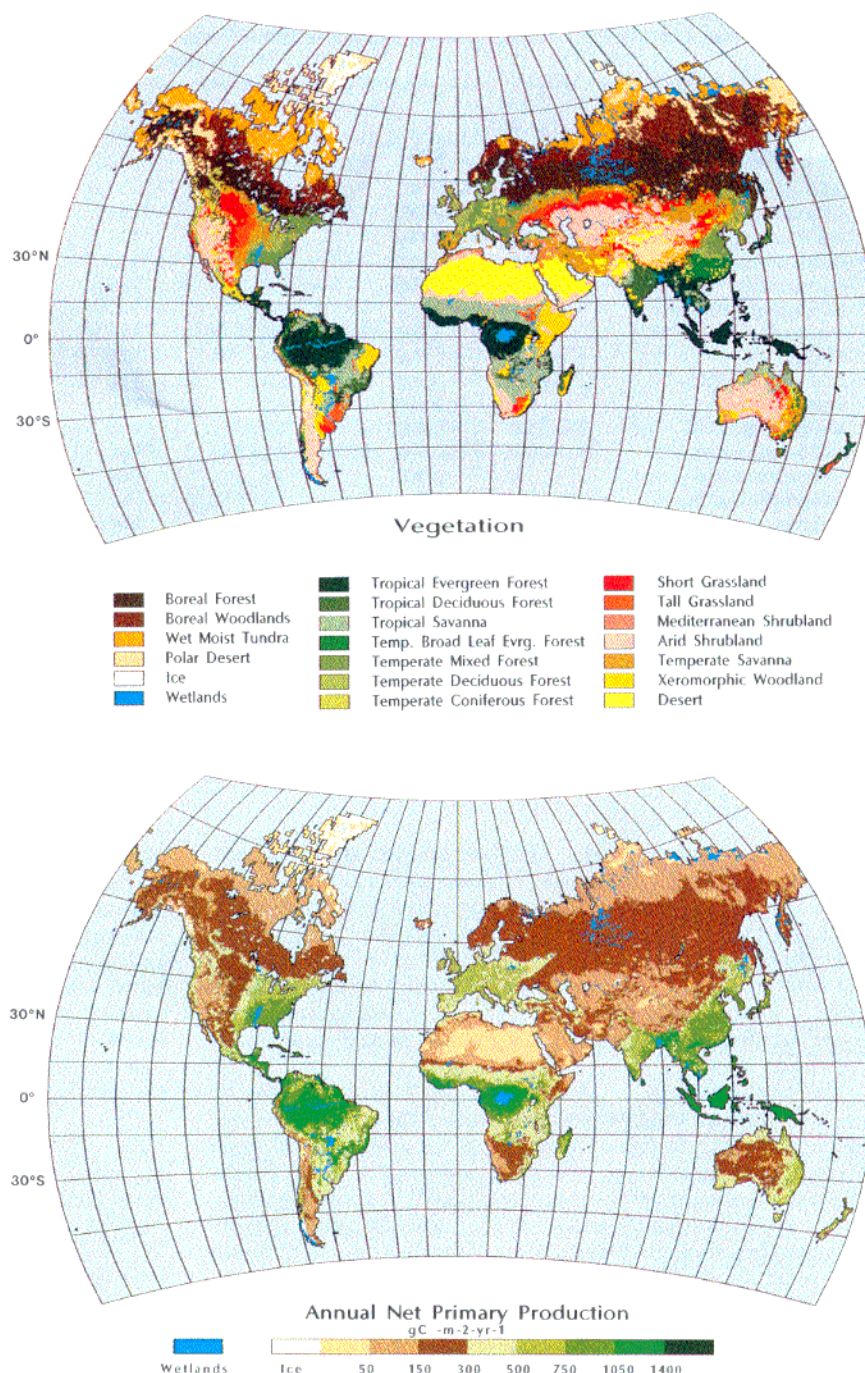 30°N
0°
30°S
Vegetation
Boreal Forest
Boreal Woodlands
Wet Moist Tundra
Polar Desert
Ice
Wetlands
Tropical Evergreen Forest
Tropical Deciduous Forest
Tropical Savanna
Temp. Broad Leaf Evrg. Forest
Temperate Mixed Forest
Temperate Deciduous Forest
Temperate Coniferous Forest
Short Grassland
Tall Grassland
Mediterranean Shrubland
Arid Shrubland
Temperate Savanna
Xeromorphic Woodland
Desert
30°N
0°
30°S
Annual Net Primary Production
gC -m-2-yr-1
Wetlands Ice 50 150 300 500 750 1050 1400